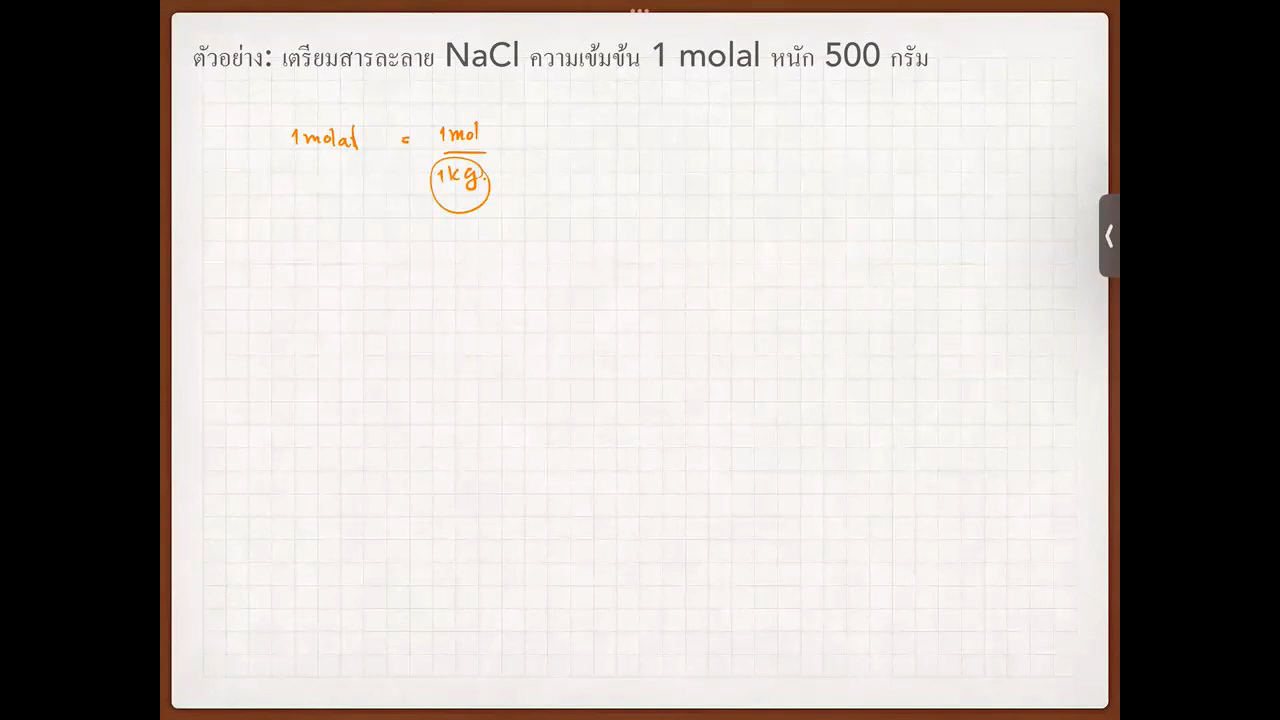 ตัวอย่าง: เตรียมสารละลาย NaCl ความเข้มข้น 1 molal หนัก 500 กรัม
1 molal = 1 mol
1 kg.